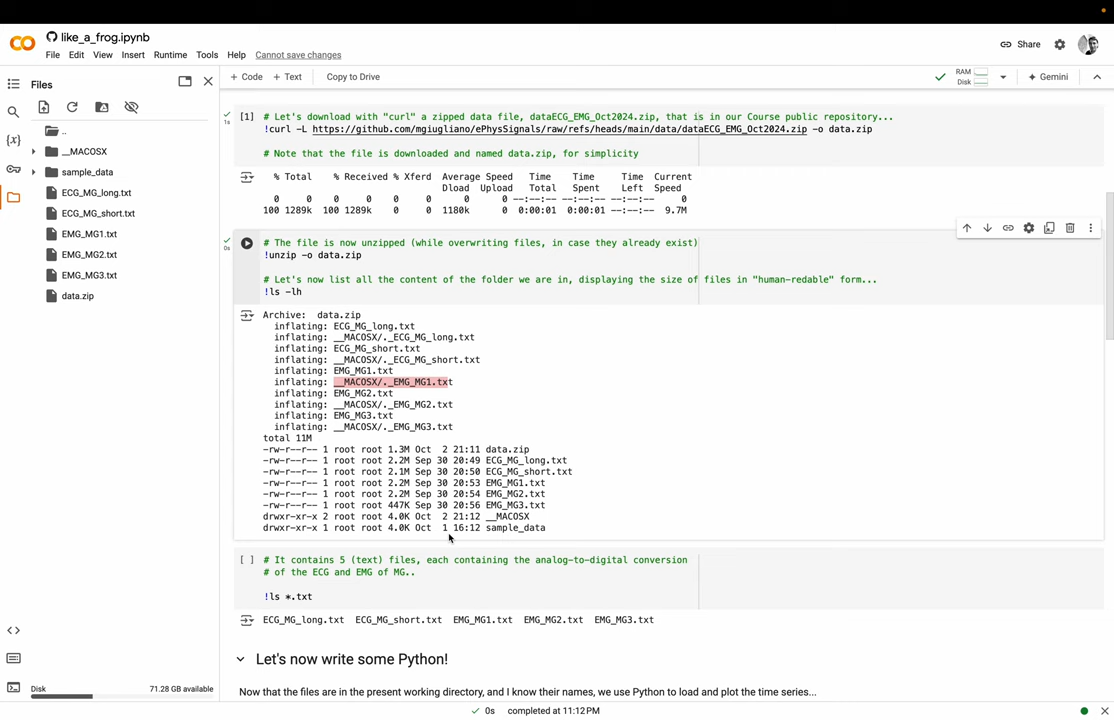 like_a_frog.ipynb
File Edit View Insert Runtime Tools Help Cannot save changes
Share
+ Code + Text Copy to Drive
RAM
Disk
Gemini
Files
..
__MACOSX
sample_data
ECG_MG_long.txt
ECG_MG_short.txt
EMG_MG1.txt
EMG_MG2.txt
EMG_MG3.txt
data.zip
Disk 71.28 GB available
1s
[1] # Let's download with "curl" a zipped data file, dataECG_EMG_Oct2024.zip, that is in our Course public repository...
!curl -L https://github.com/mgiugliano/ePhysSignals/raw/refs/heads/main/data/dataECG_EMG_Oct2024.zip -o data.zip
# Note that the file is downloaded and named data.zip, for simplicity
% Total % Received % Xferd Average Speed Time Time Time Current
Dload Upload Total Spent Left Speed
0 0 0 0 0 0 0 0 --:--:-- --:--:-- --:--:-- 0
100 1289k 100 1289k 0 0 1180k 0 0:00:01 0:00:01 --:--:-- 9.7M
0s
# The file is now unzipped (while overwriting files, in case they already exist)
!unzip -o data.zip
# Let's now list all the content of the folder we are in, displaying the size of files in "human-redable" form...
!ls -lh
Archive: data.zip
inflating: ECG_MG_long.txt
inflating: __MACOSX/._ECG_MG_long.txt
inflating: ECG_MG_short.txt
inflating: __MACOSX/._ECG_MG_short.txt
inflating: EMG_MG1.txt
inflating: __MACOSX/._EMG_MG1.txt
inflating: EMG_MG2.txt
inflating: __MACOSX/._EMG_MG2.txt
inflating: EMG_MG3.txt
inflating: __MACOSX/._EMG_MG3.txt
total 11M
-rw-r--r-- 1 root root 1.3M Oct 2 21:11 data.zip
-rw-r--r-- 1 root root 2.2M Sep 30 20:49 ECG_MG_long.txt
-rw-r--r-- 1 root root 2.1M Sep 30 20:50 ECG_MG_short.txt
-rw-r--r-- 1 root root 2.2M Sep 30 20:53 EMG_MG1.txt
-rw-r--r-- 1 root root 2.2M Sep 30 20:54 EMG_MG2.txt
-rw-r--r-- 1 root root 447K Sep 30 20:56 EMG_MG3.txt
drwxr-xr-x 2 root root 4.0K Oct 2 21:12 __MACOSX
drwxr-xr-x 1 root root 4.0K Oct 1 16:12 sample_data
[ ] # It contains 5 (text) files, each containing the analog-to-digital conversion
# of the ECG and EMG of MG..
!ls *.txt
ECG_MG_long.txt ECG_MG_short.txt EMG_MG1.txt EMG_MG2.txt EMG_MG3.txt
Let's now write some Python!
Now that the files are in the present working directory, and I know their names, we use Python to load and plot the time series...
0s completed at 11:12 PM